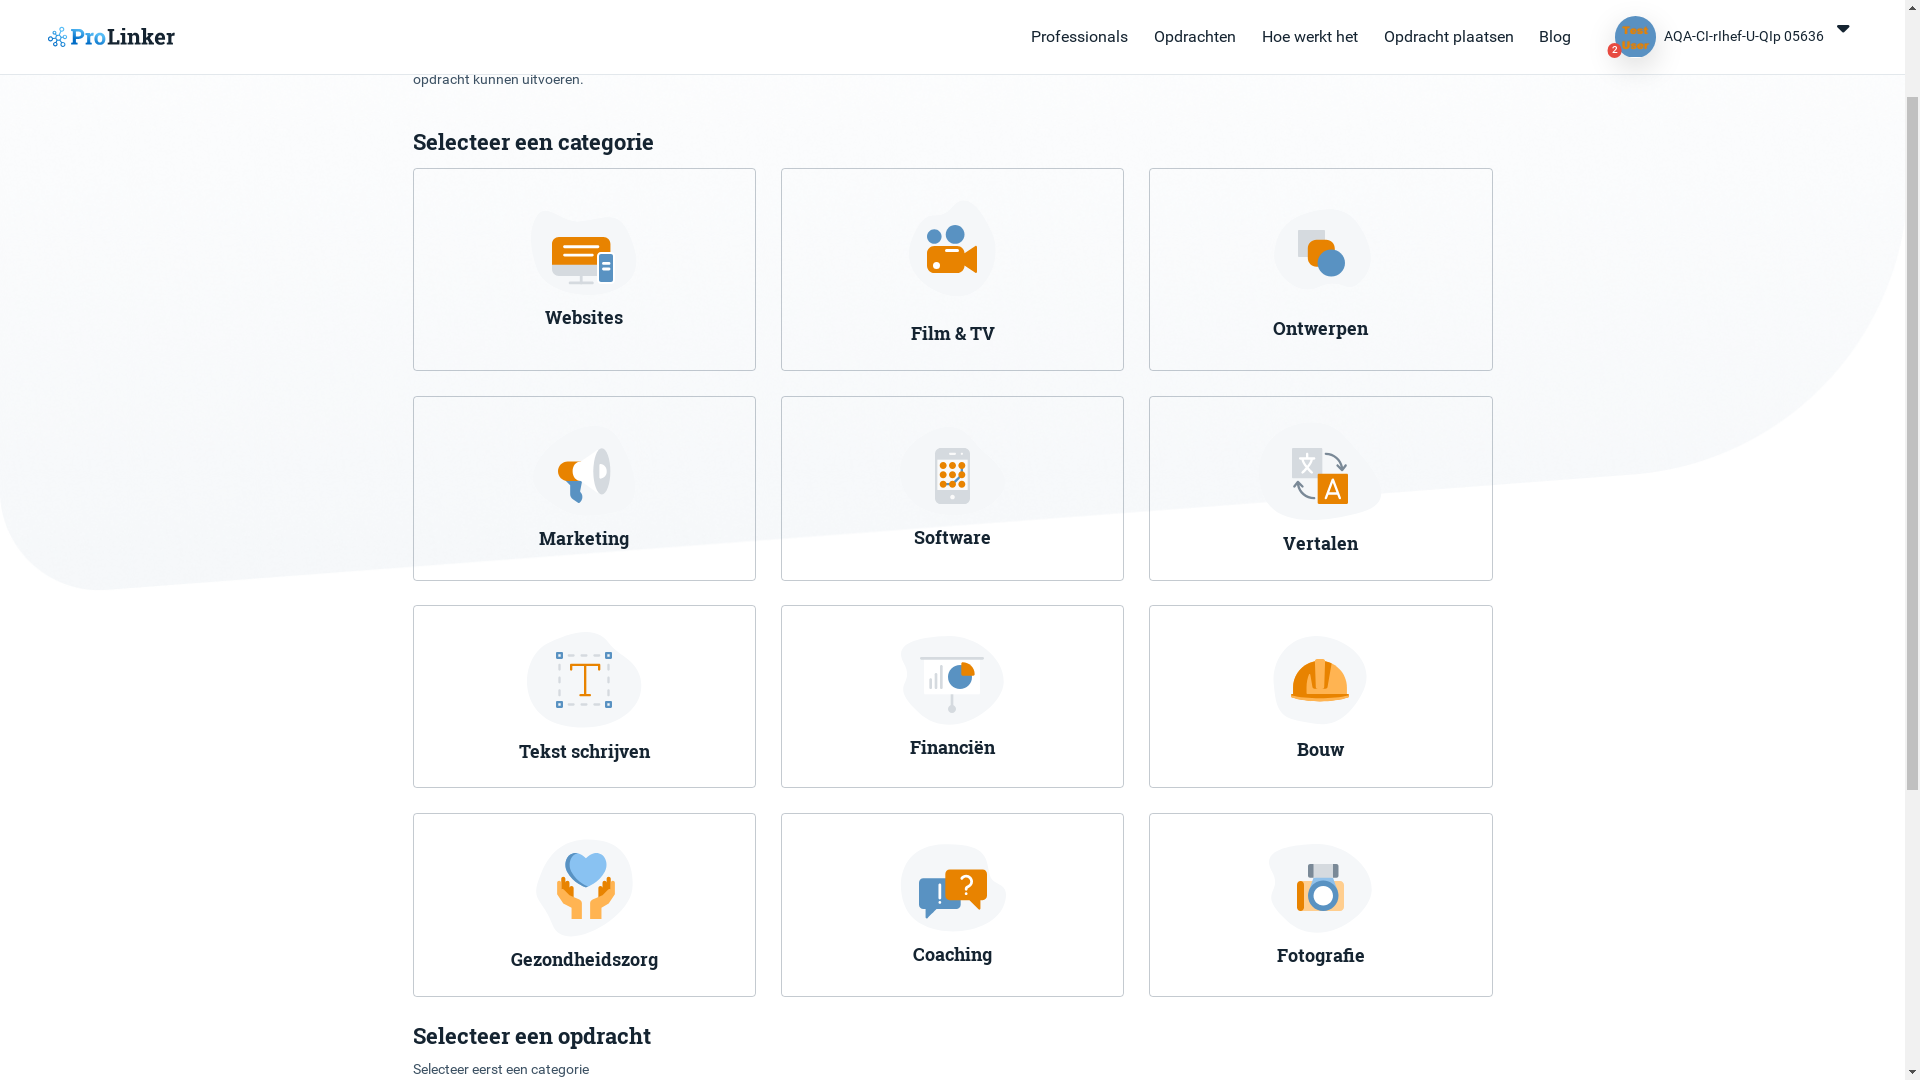 ProLinker
Professionals
Opdrachten
Hoe werkt het
Opdracht plaatsen
Blog
Test
User
2
AQA-CI-rIhef-U-QIp 05636
opdracht kunnen uitvoeren.
Selecteer een categorie
Websites
Film & TV
Ontwerpen
Marketing
Software
Vertalen
Tekst schrijven
Financiën
Bouw
Gezondheidszorg
Coaching
Fotografie
Selecteer een opdracht
Selecteer eerst een categorie